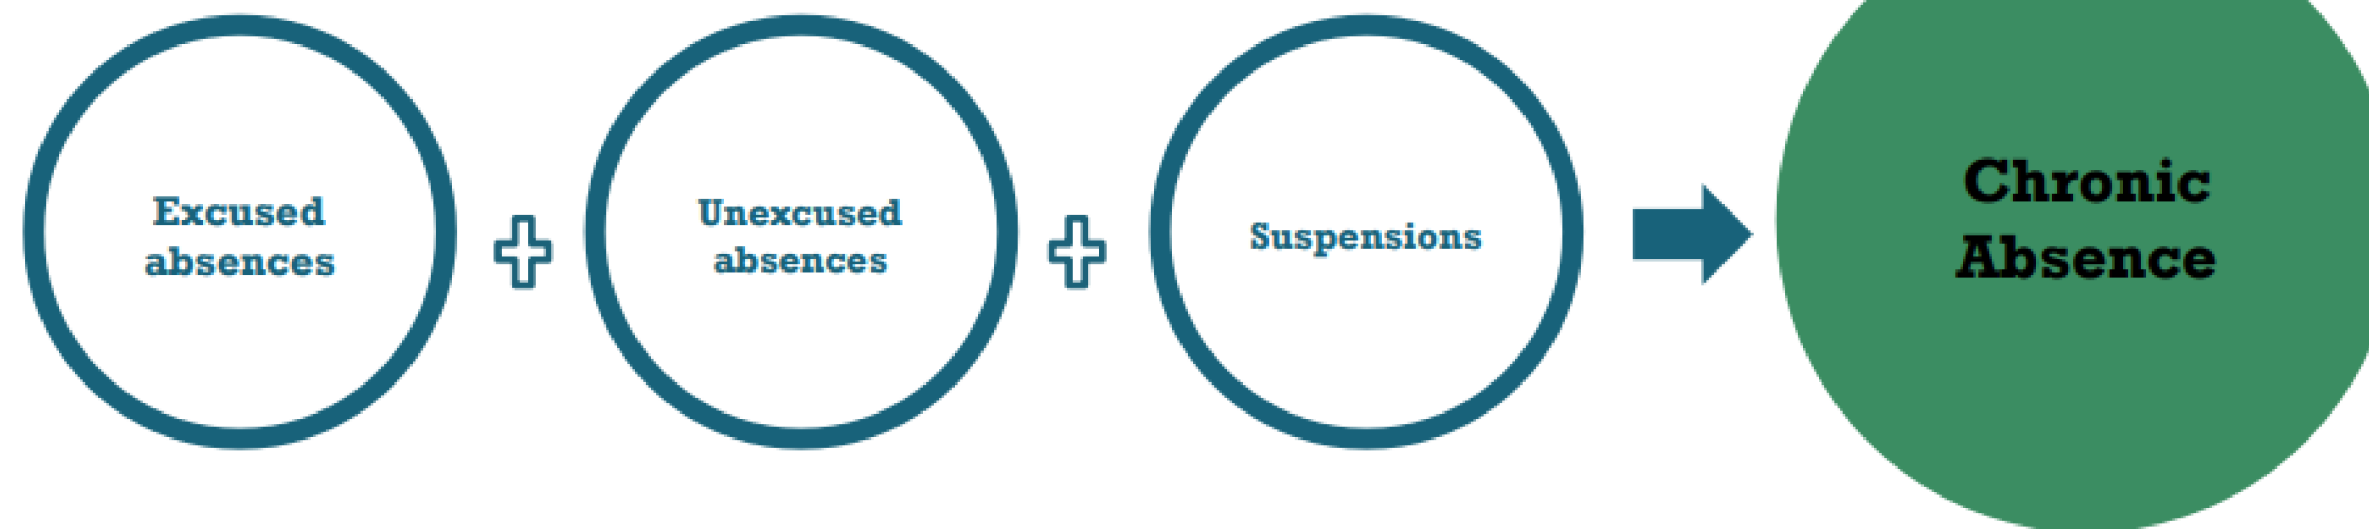 Excused
absences
Unexcused
absences
Suspensions
Chronic
Absence